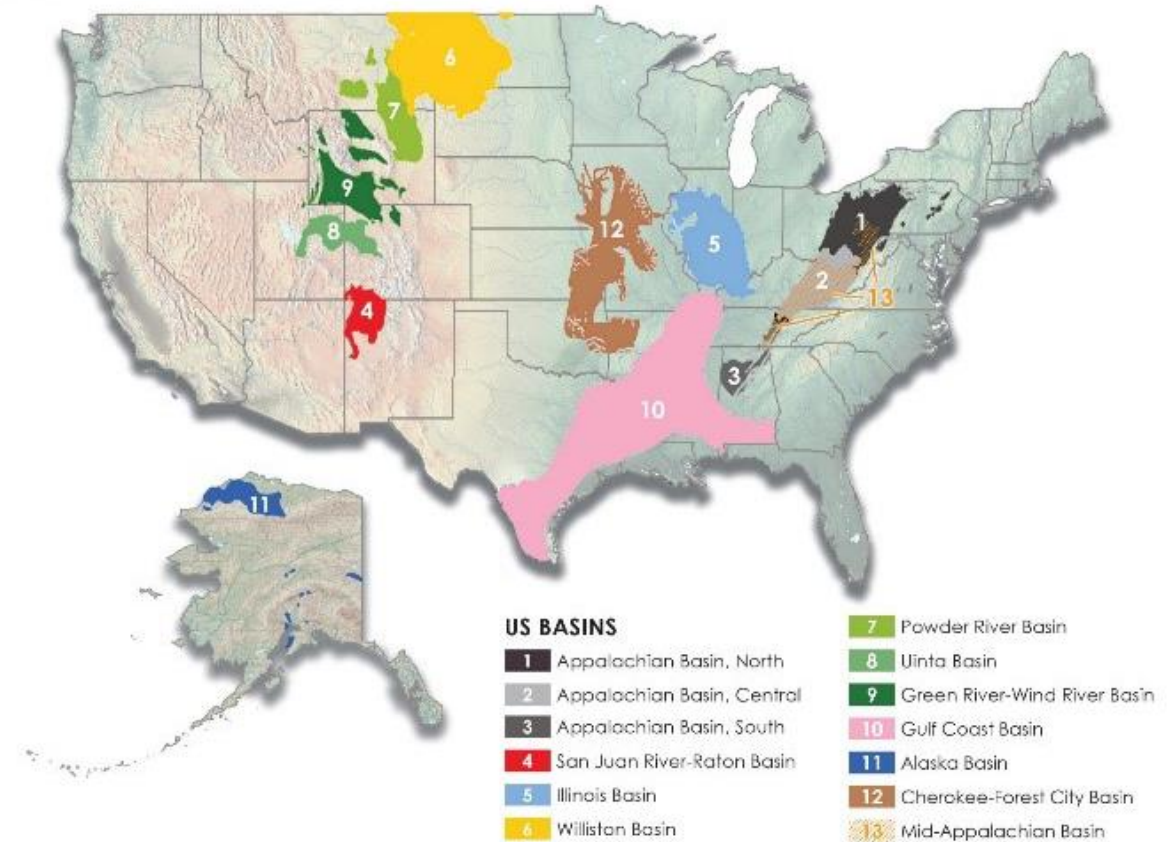 6
7
9
8
12
5
1
2
13
4
3
10
11
US BASINS
1 Appalachian Basin, North
2 Appalachian Basin, Central
3 Appalachian Basin, South
4 San Juan River-Raton Basin
5 Illinois Basin
6 Williston Basin
7 Powder River Basin
8 Uinta Basin
9 Green River-Wind River Basin
10 Gulf Coast Basin
11 Alaska Basin
12 Cherokee-Forest City Basin
13 Mid-Appalachian Basin